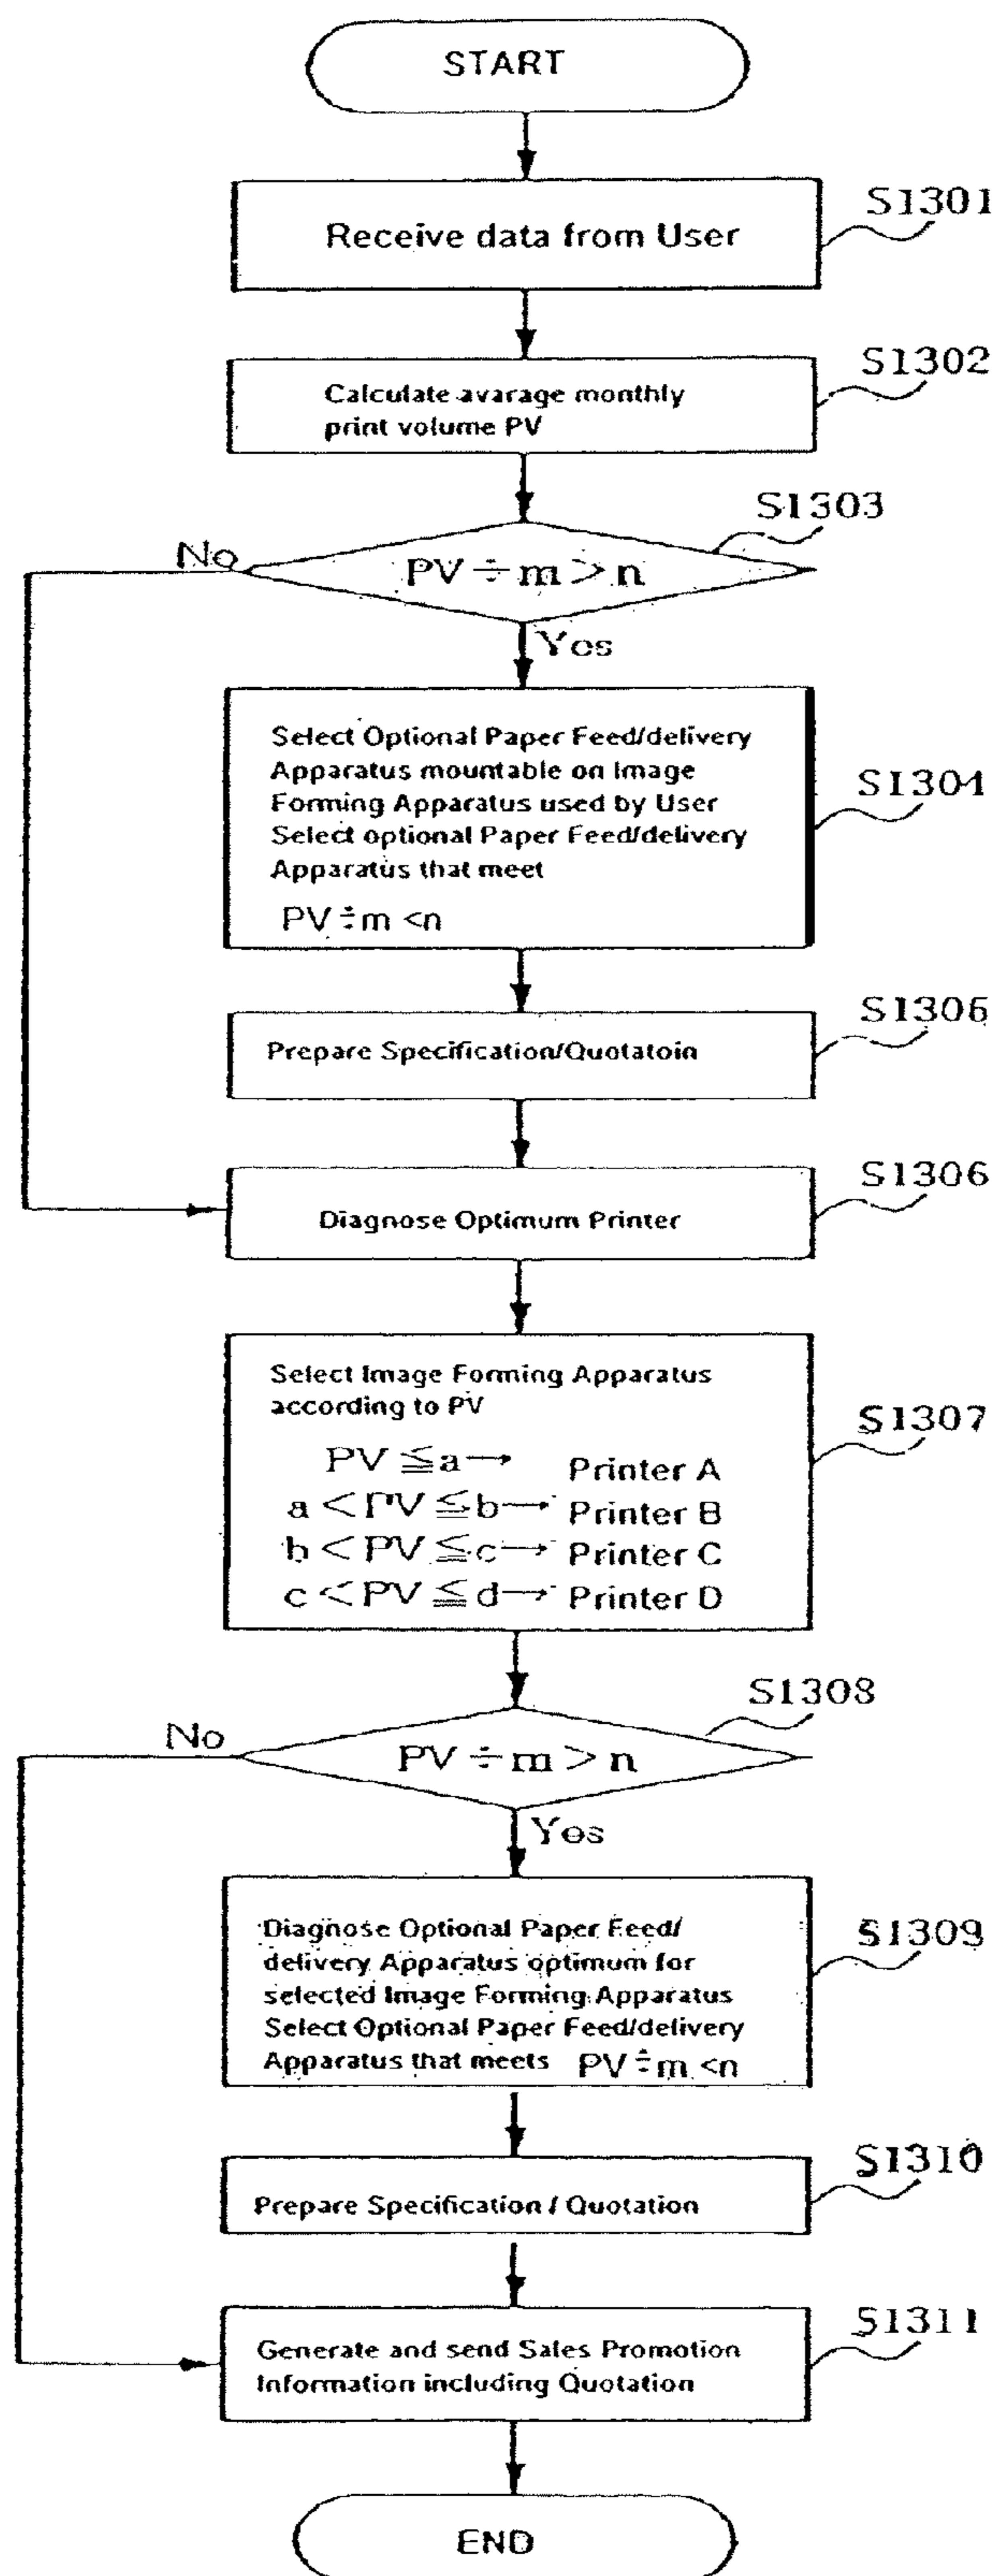 START
Receive data from User
S1301
Calculate avarage monthly
print volume PV
S1302
PV ÷ m > n
S1303
No
Yes
Select Optional Paper Feed/delivery
Apparatus mountable on Image
Forming Apparatus used by User
Select optional Paper Feed/delivery
Apparatus that meet
PV ÷ m < n
S1304
Prepare Specification/Quotatoin
S1306
Diagnose Optimum Printer
S1306
Select Image Forming Apparatus
according to PV
PV ≦ a → Printer A
a < PV ≦ b → Printer B
b < PV ≦ c → Printer C
c < PV ≦ d → Printer D
S1307
PV ÷ m > n
S1308
No
Yes
Diagnose Optional Paper Feed/
delivery Apparatus optimum for
selected Image Forming Apparatus
Select Optional Paper Feed/delivery
Apparatus that meets PV ÷ m < n
S1309
Prepare Specification / Quotation
S1310
Generate and send Sales Promotion
Information including Quotation
S1311
END